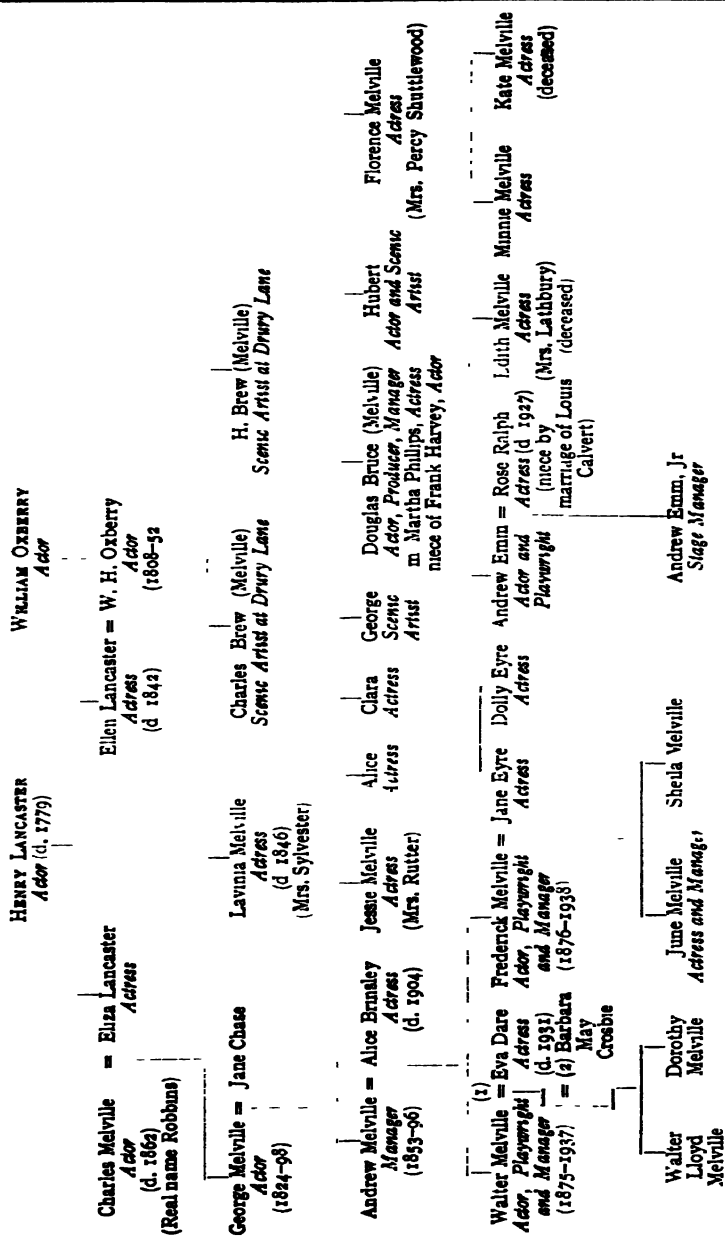 HENRY LANCASTER
Actor (d. 1779)
WILLIAM OXBERRY
Actor
Charles Melville = Eliza Lancaster
Actor
(d. 1862)
(Real name Robbins)
Actress
Ellen Lancaster = W. H. Oxberry
Actress
(d 1842)
Actor
(1808-52
George Melville = Jane Chase
Actor
(1824-98)
Lavinia Melville
Actress
(d 1846)
(Mrs. Sylvester)
Charles Brew (Melville)
Scenic Artist at Drury Lane
H. Brew (Melville)
Scenic Artist at Drury Lane
Andrew Melville = Alice Brinsley
Manager
(1853-96)
Actress
(d. 1904)
Jessie Melville
Actress
(Mrs. Rutter)
Alice
Actress
Clara
Actress
George
Scenic
Artist
Douglas Bruce (Melville)
Actor, Producer, Manager
m Martha Phillips, Actress
niece of Frank Harvey, Actor
Hubert
Actor and Scenic
Artist
Florence Melville
Actress
(Mrs. Percy Shuttlewood)
(1)
Walter Melville = Eva Dare
Actor, Playwright
and Manager
(1875-1937)
Actress
(d. 1931)
= (2) Barbara
May
Crosbie
Frederick Melville = Jane Eyre
Actor, Playwright
and Manager
(1876-1938)
Actress
Dolly Eyre
Actress
Andrew Emm = Rose Ralph
Actor and
Playwright
Actress (d 1927)
(niece by
marriage of Louis
Calvert)
Edith Melville
Actress
(Mrs. Lathbury)
(deceased)
Minnie Melville
Actress
Kate Melville
Actress
(deceased)
Walter
Lloyd
Melville
Dorothy
Melville
June Melville
Actress and Manager
Sheila Melville
Andrew Emm, Jr
Stage Manager